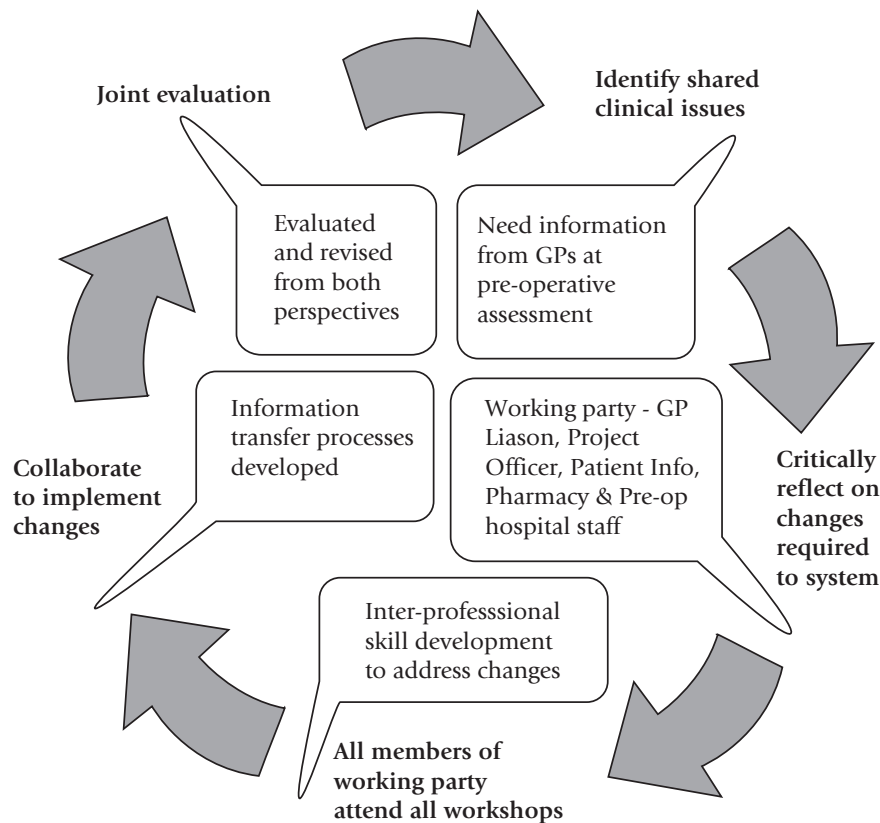 Joint evaluation
Identify shared
clinical issues
Evaluated
and revised
from both
perspectives
Need information
from GPs at
pre-operative
assessment
Information
transfer processes
developed
Working party - GP
Liason, Project
Officer, Patient Info,
Pharmacy & Pre-op
hospital staff
Collaborate
to implement
changes
Critically
reflect on
changes
required
to system
Inter-professsional
skill development
to address changes
All members of
working party
attend all workshops